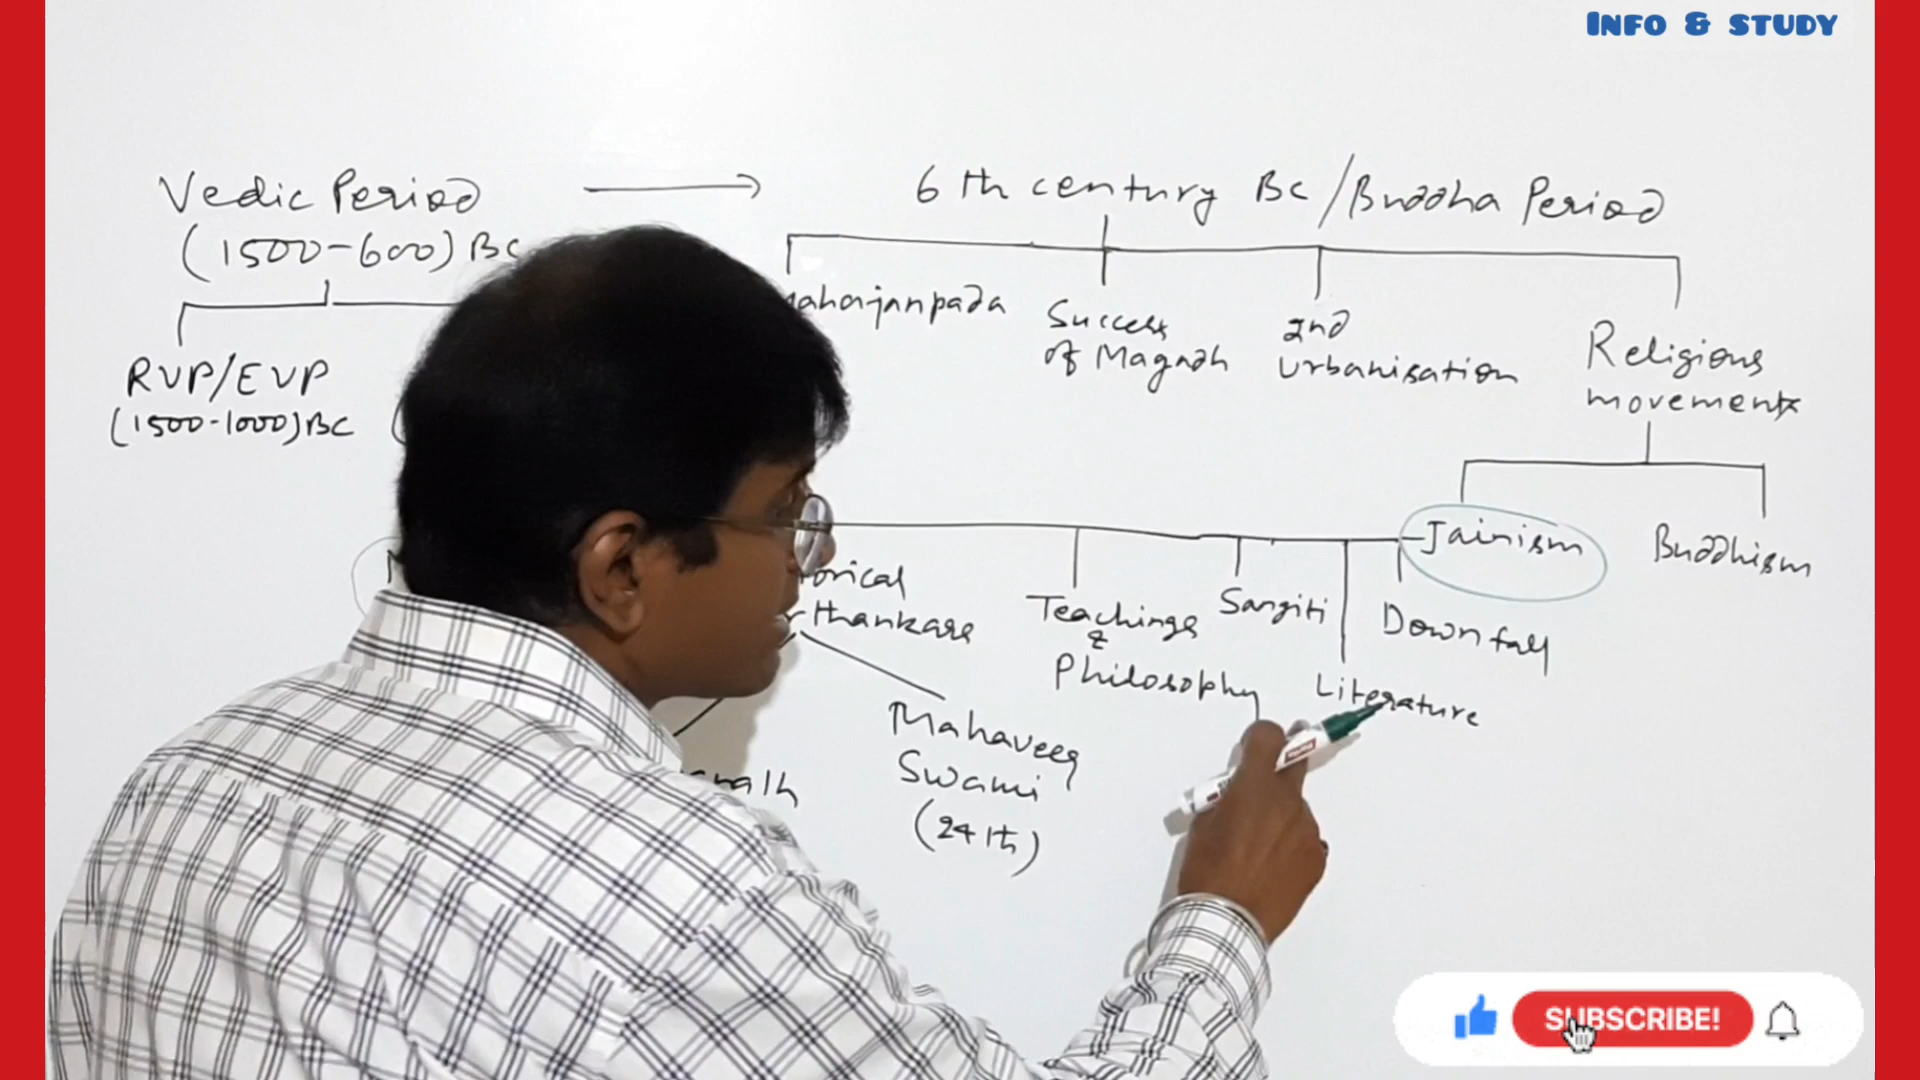 INFO & STUDY
Vedic Period
(1500-600) BC
RVP/EVP
(1500-1000)BC
6th century BC/Buddha Period
Success
of Magadh
2nd
Urbanisation
Religious
movements
Jainism
Buddhism
Teachings
&
Philosophy
Sangiti
Literature
Downfall
Mahaveer
Swami
(24th)
SUBSCRIBE!